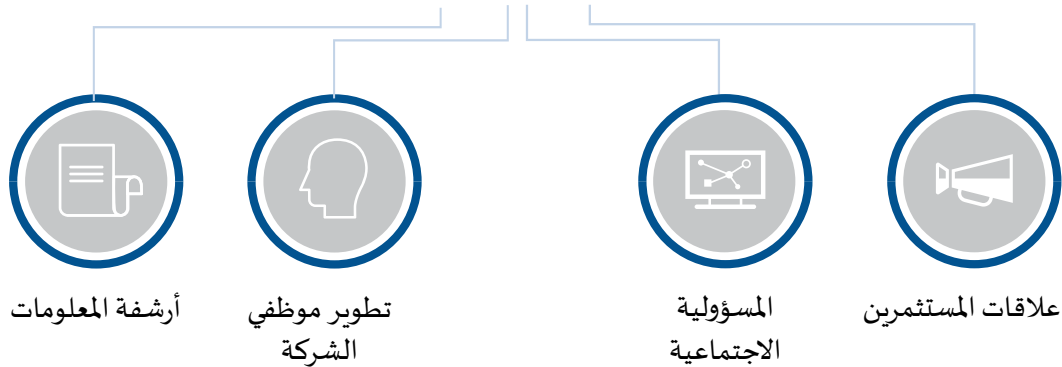 علاقات المستثمرين
المسؤولية
الاجتماعية
تطوير موظفي
الشركة
أرشفة المعلومات